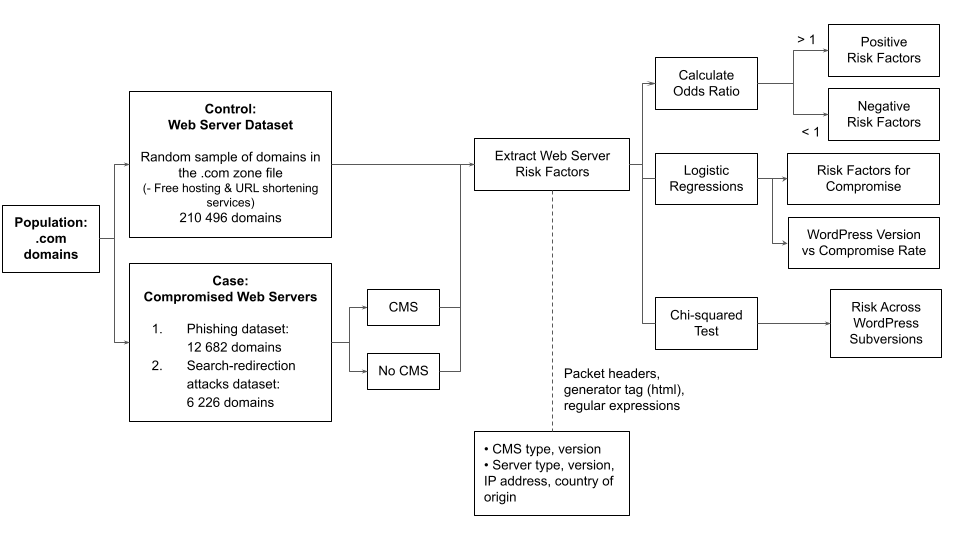 Population:
.com
domains
Control:
Web Server Dataset
Random sample of domains in
the .com zone file
(- Free hosting & URL shortening
services)
210 496 domains
Case:
Compromised Web Servers
1. Phishing dataset:
12 682 domains
2. Search-redirection
attacks dataset:
6 226 domains
CMS
No CMS
Extract Web Server
Risk Factors
Packet headers,
generator tag (html),
regular expressions
• CMS type, version
• Server type, version,
IP address, country of
origin
Calculate
Odds Ratio
> 1
Positive
Risk Factors
< 1
Negative
Risk Factors
Logistic
Regressions
Risk Factors for
Compromise
WordPress Version
vs Compromise Rate
Chi-squared
Test
Risk Across
WordPress
Subversions